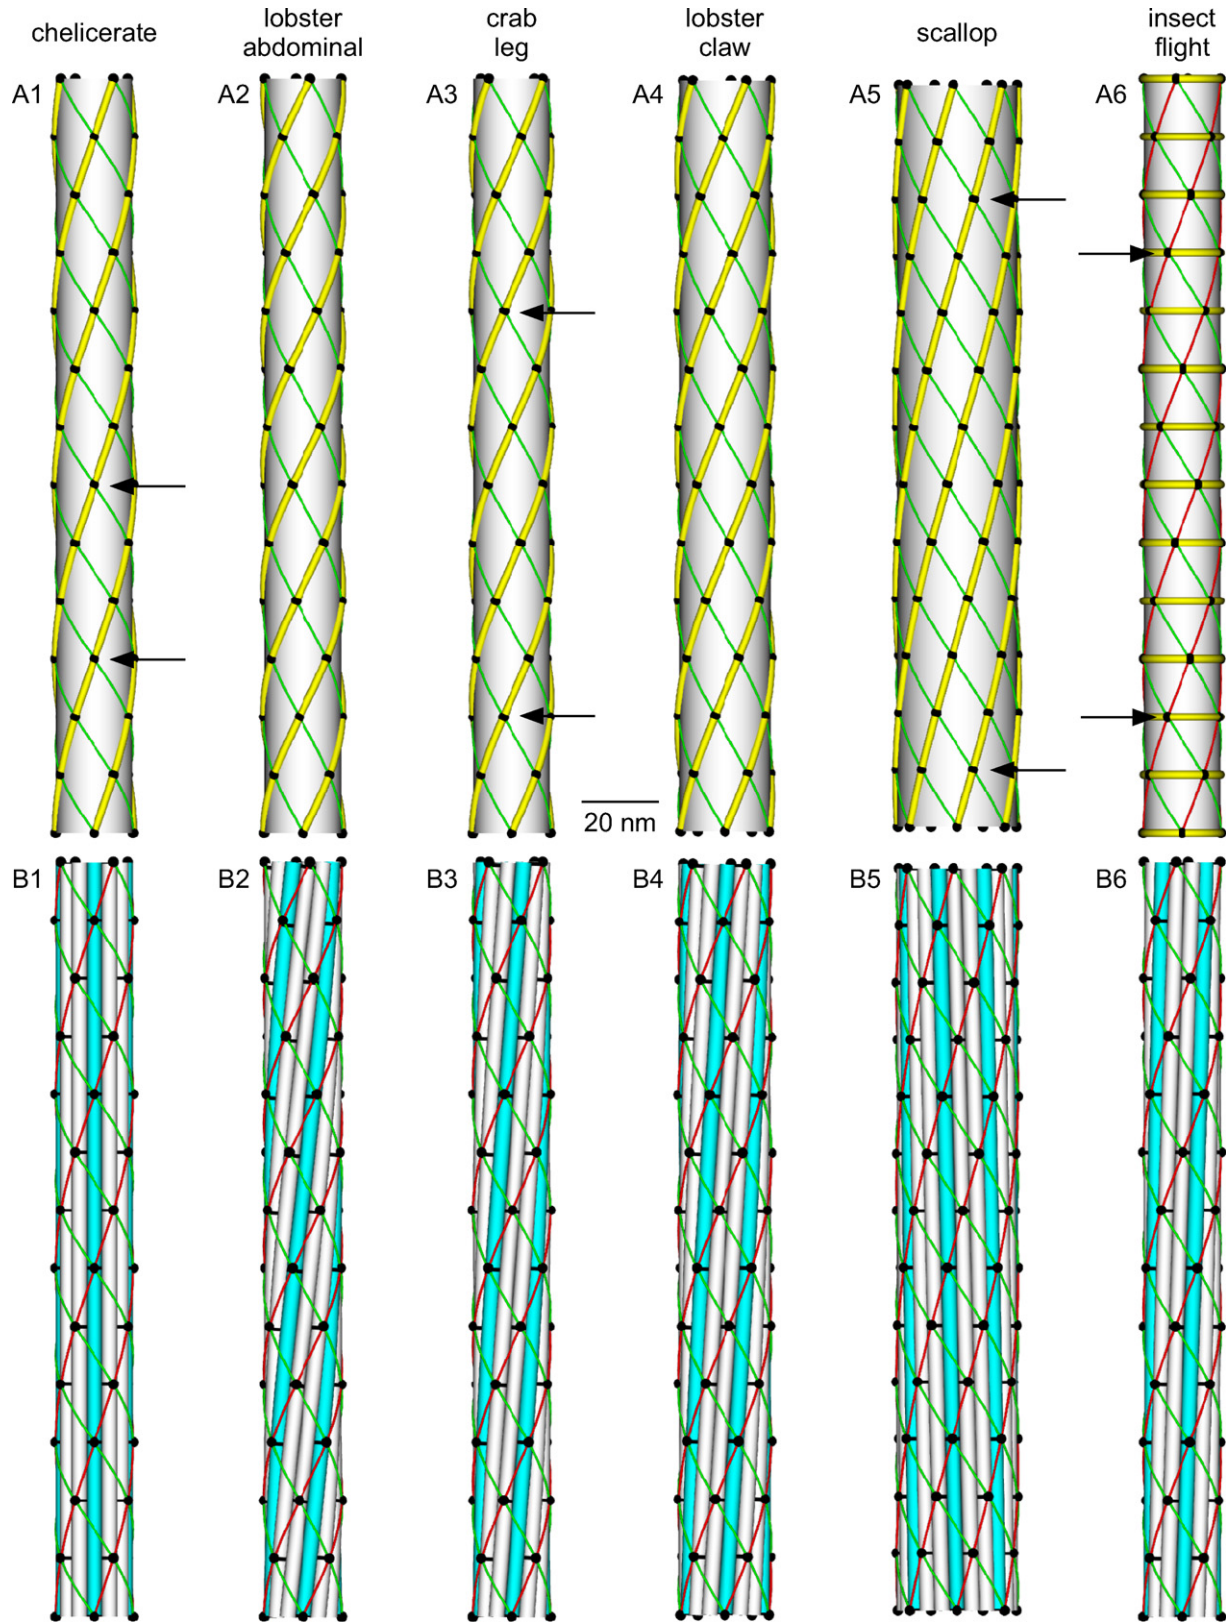 chelicerate
lobster
abdominal
crab
leg
lobster
claw
scallop
insect
flight
A1
A2
A3
A4
A5
A6
20 nm
B1
B2
B3
B4
B5
B6